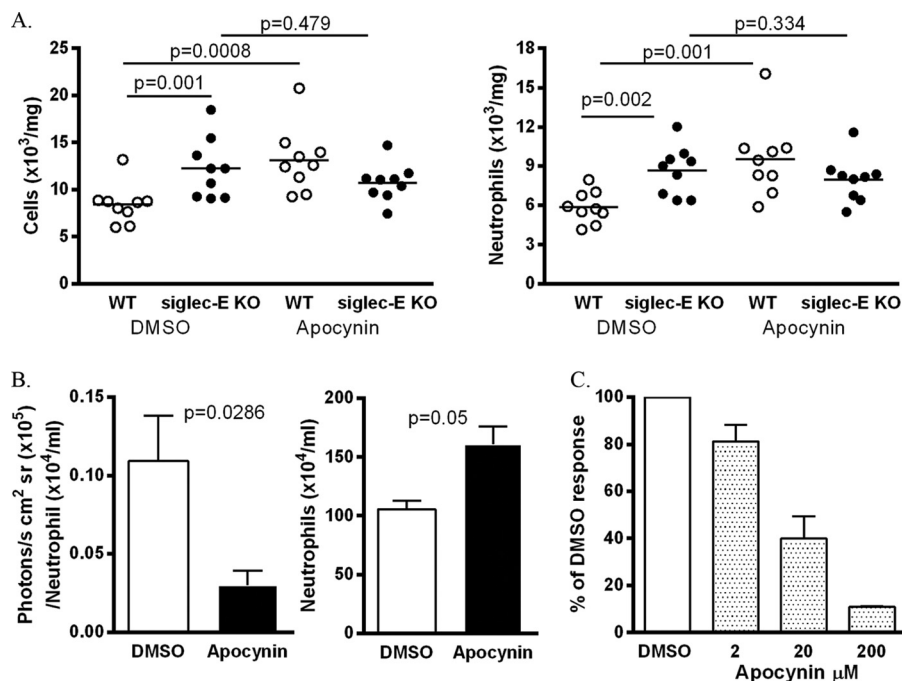 A.
p=0.479
p=0.0008
p=0.001
Cells (x10³/mg)
20
15
10
5
0
25
WT siglec-E KO WT siglec-E KO
DMSO Apocynin
p=0.334
p=0.001
p=0.002
Neutrophils (x10³/mg)
18
15
12
9
6
3
0
WT siglec-E KO WT siglec-E KO
DMSO Apocynin
B.
Photons/s cm² sr (x10⁵)
/Neutrophil (x10⁴/ml)
0.15
0.10
0.05
0.00
p=0.0286
DMSO Apocynin
Neutrophils (x10⁴/ml)
200
150
100
50
0
p=0.05
DMSO Apocynin
C.
% of DMSO response
100
80
60
40
20
0
DMSO 2 20 200
Apocynin μM